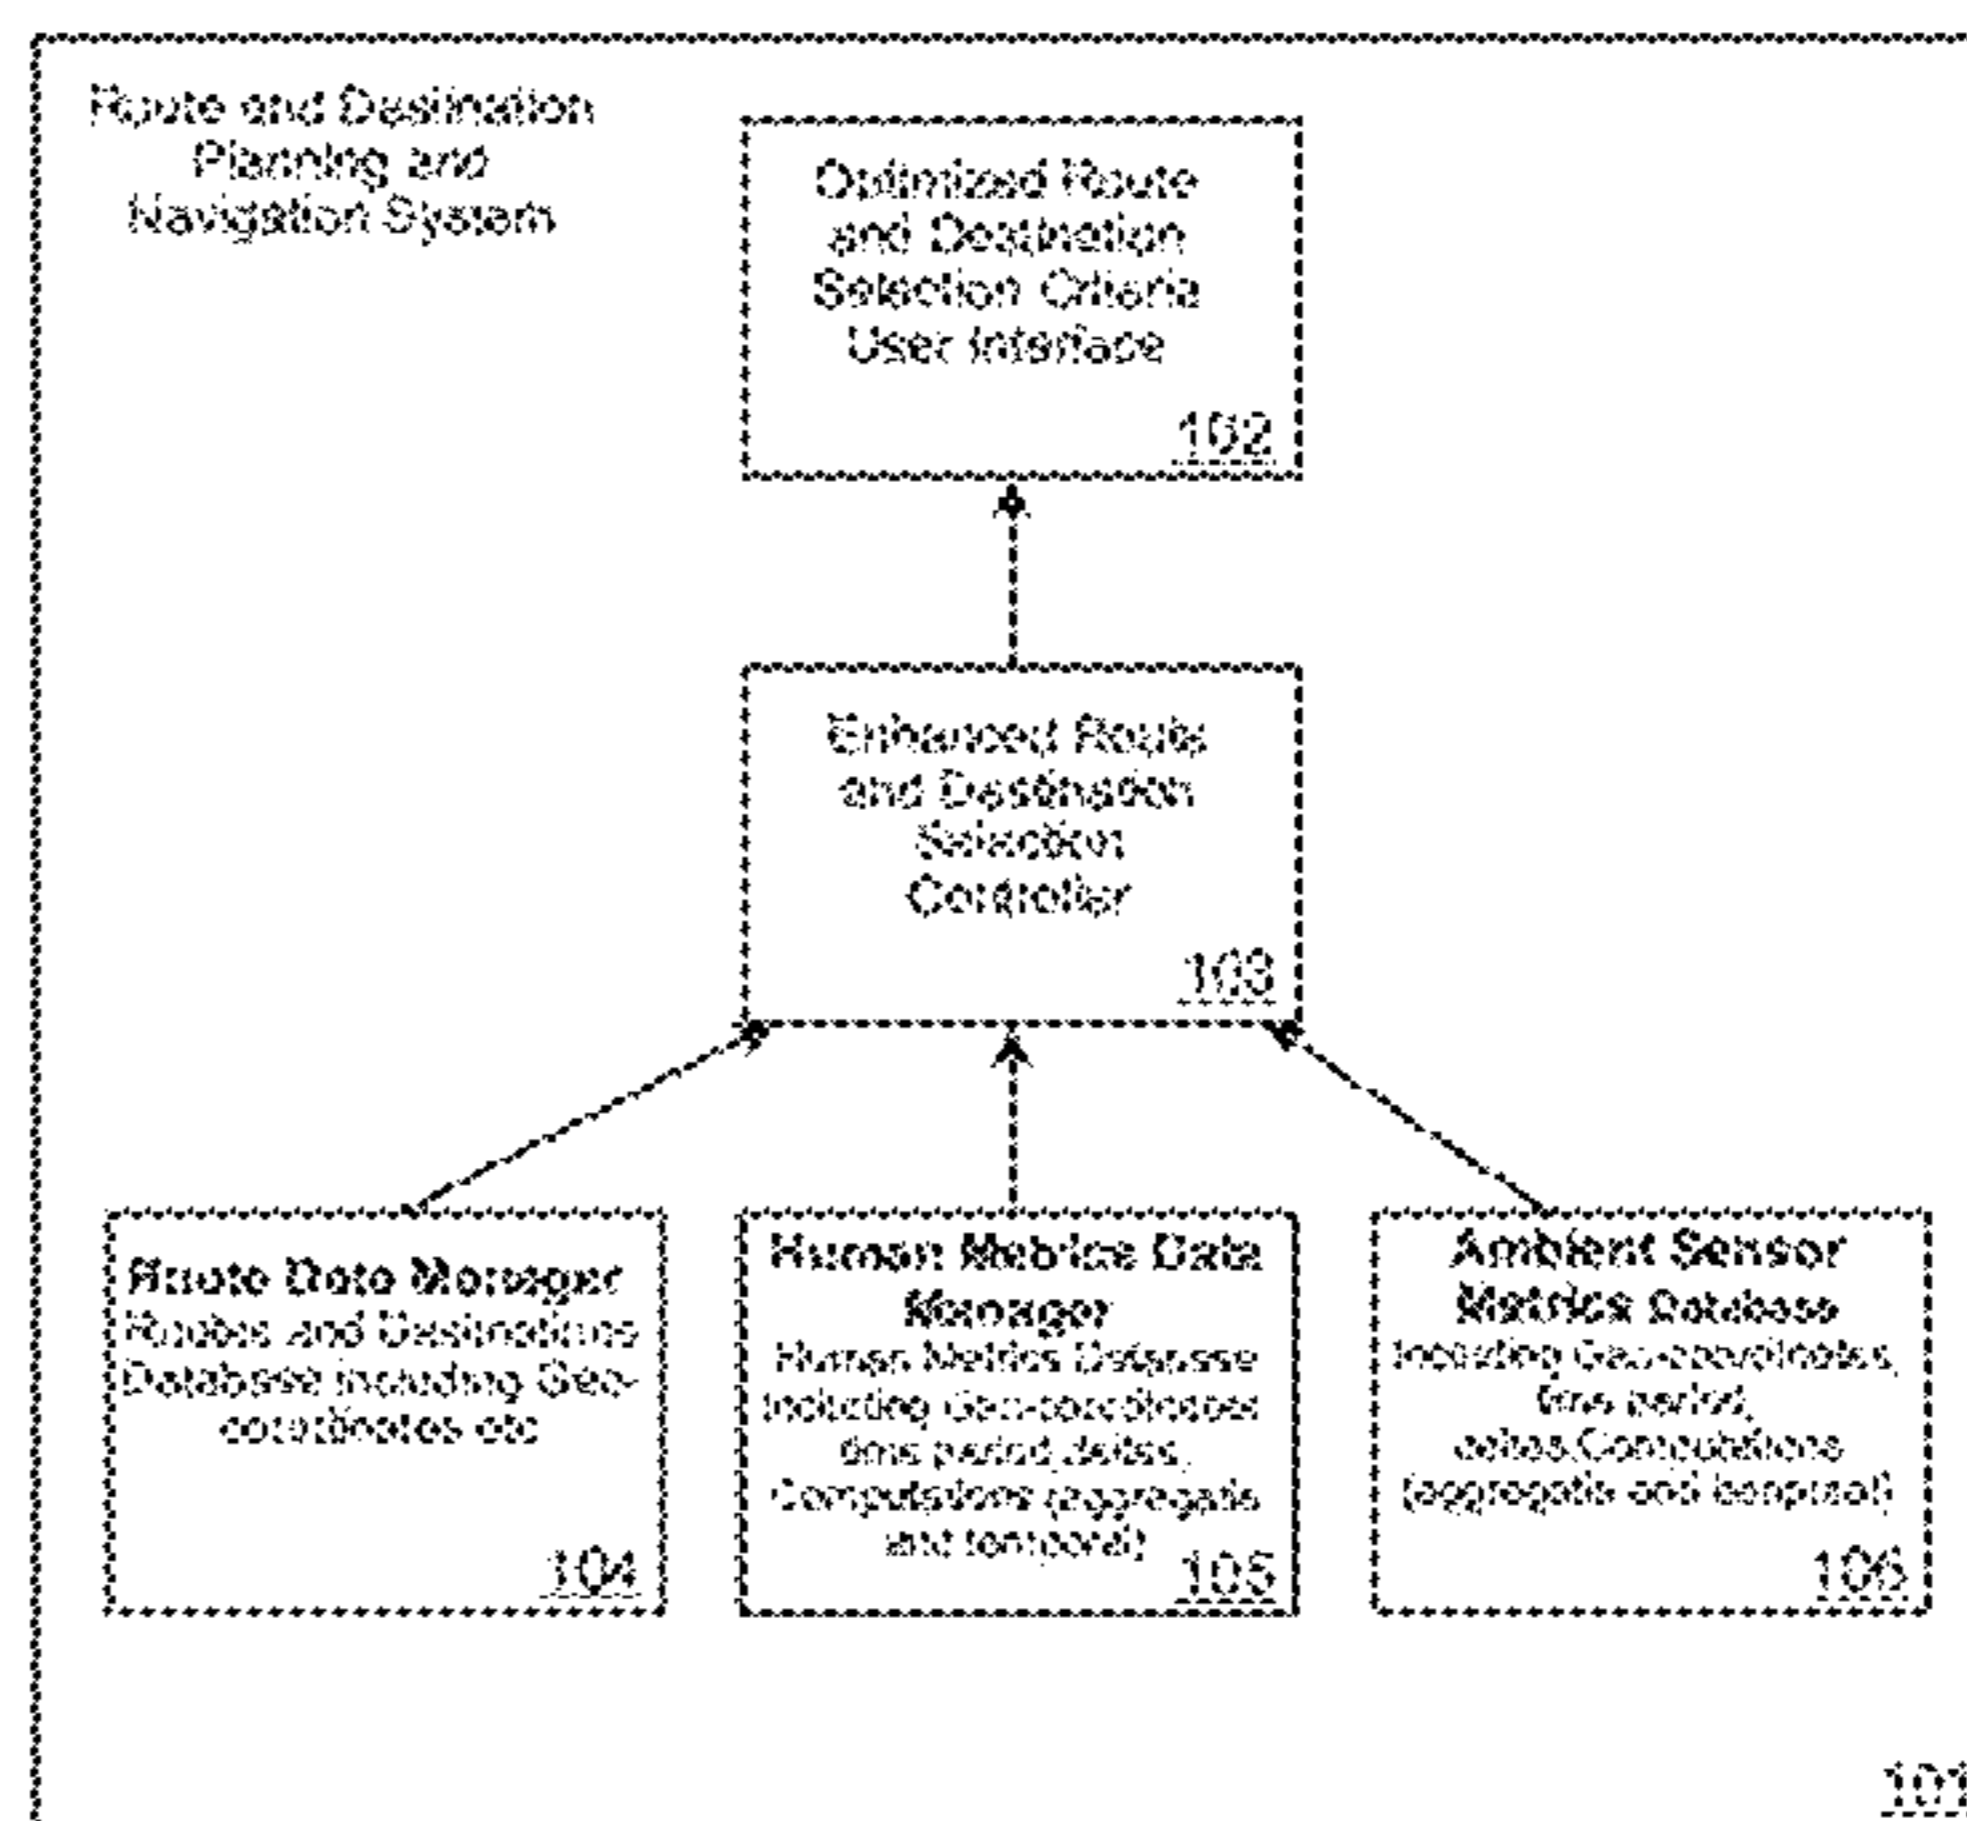 Route and Destination
Planning and
Navigation System
Optimized Route
and Destination
Selection Criteria
User Interface
102
Enhanced Route
and Destination
Selection
Controller
103
Route Data Manager
Routes and Destinations
Database including Geo-
coordinates etc
104
Human Metrics Data
Manager
Human Metrics Database
Including Geo-coordinates
time period, deltas,
Computations (aggregate
and temporal)
105
Ambient Sensor
Metrics Database
Including Geo-coordinates,
time period,
deltas,Computations
(aggregate and temporal)
106
101